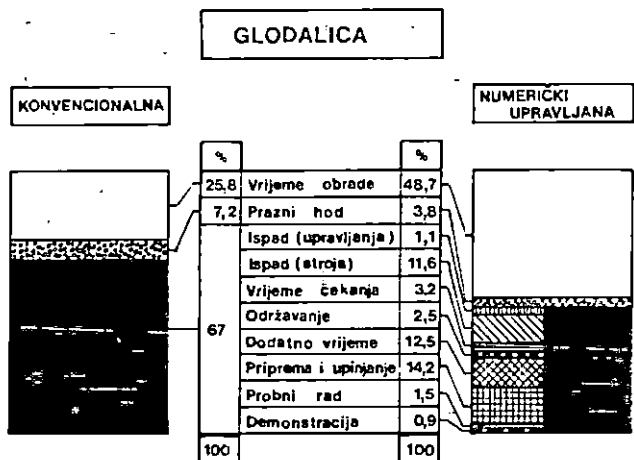 GLODALICA
KONVENCIONALNA
NUMERIČKI
UPRAVLJANA
% %
25,8 Vrijeme obrade 48,7
7,2 Prazni hod 3,8
Ispad (upravljanja) 1,1
Ispad (stroja) 11,6
Vrijeme čekanja 3,2
67 Održavanje 2,5
Dodatno vrijeme 12,5
Priprema i upinjanje 14,2
Probni rad 1,5
Demonstracija 0,9
100 100